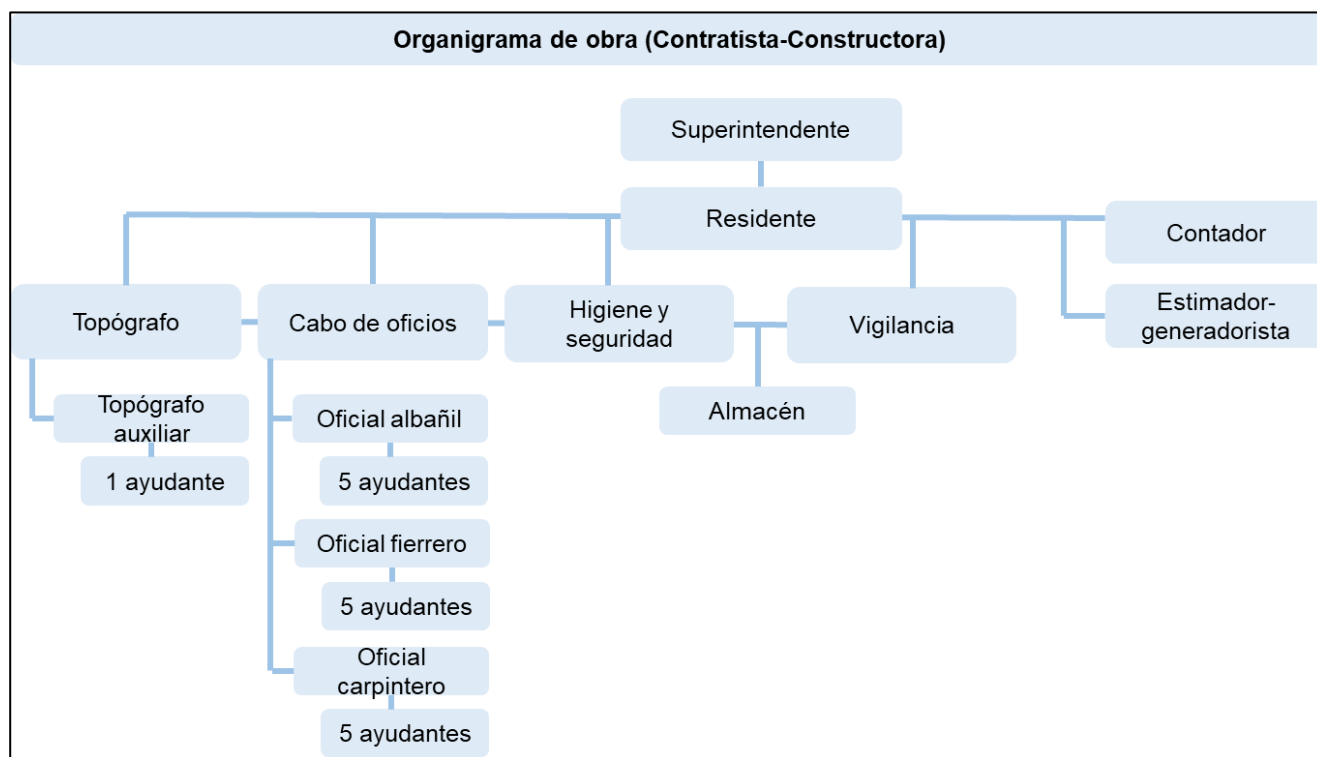 Organigrama de obra (Contratista-Constructora)
Superintendente
Residente
Contador
Topógrafo
Cabo de oficios
Higiene y
seguridad
Vigilancia
Estimador-
generadorista
Topógrafo
auxiliar
1 ayudante
Oficial albañil
5 ayudantes
Oficial fierrero
5 ayudantes
Oficial
carpintero
5 ayudantes
Almacén